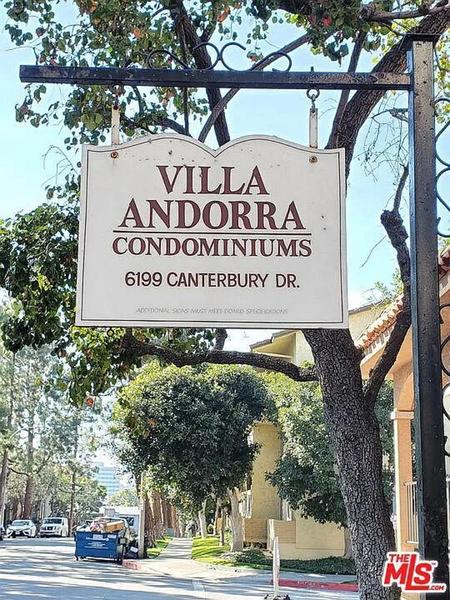 VILLA
ANDORRA
CONDOMINIUMS
6199 CANTERBURY DR.
ADDITIONAL SIGNS MUST MEET BOARD SPECIFICATIONS
THE
MLS